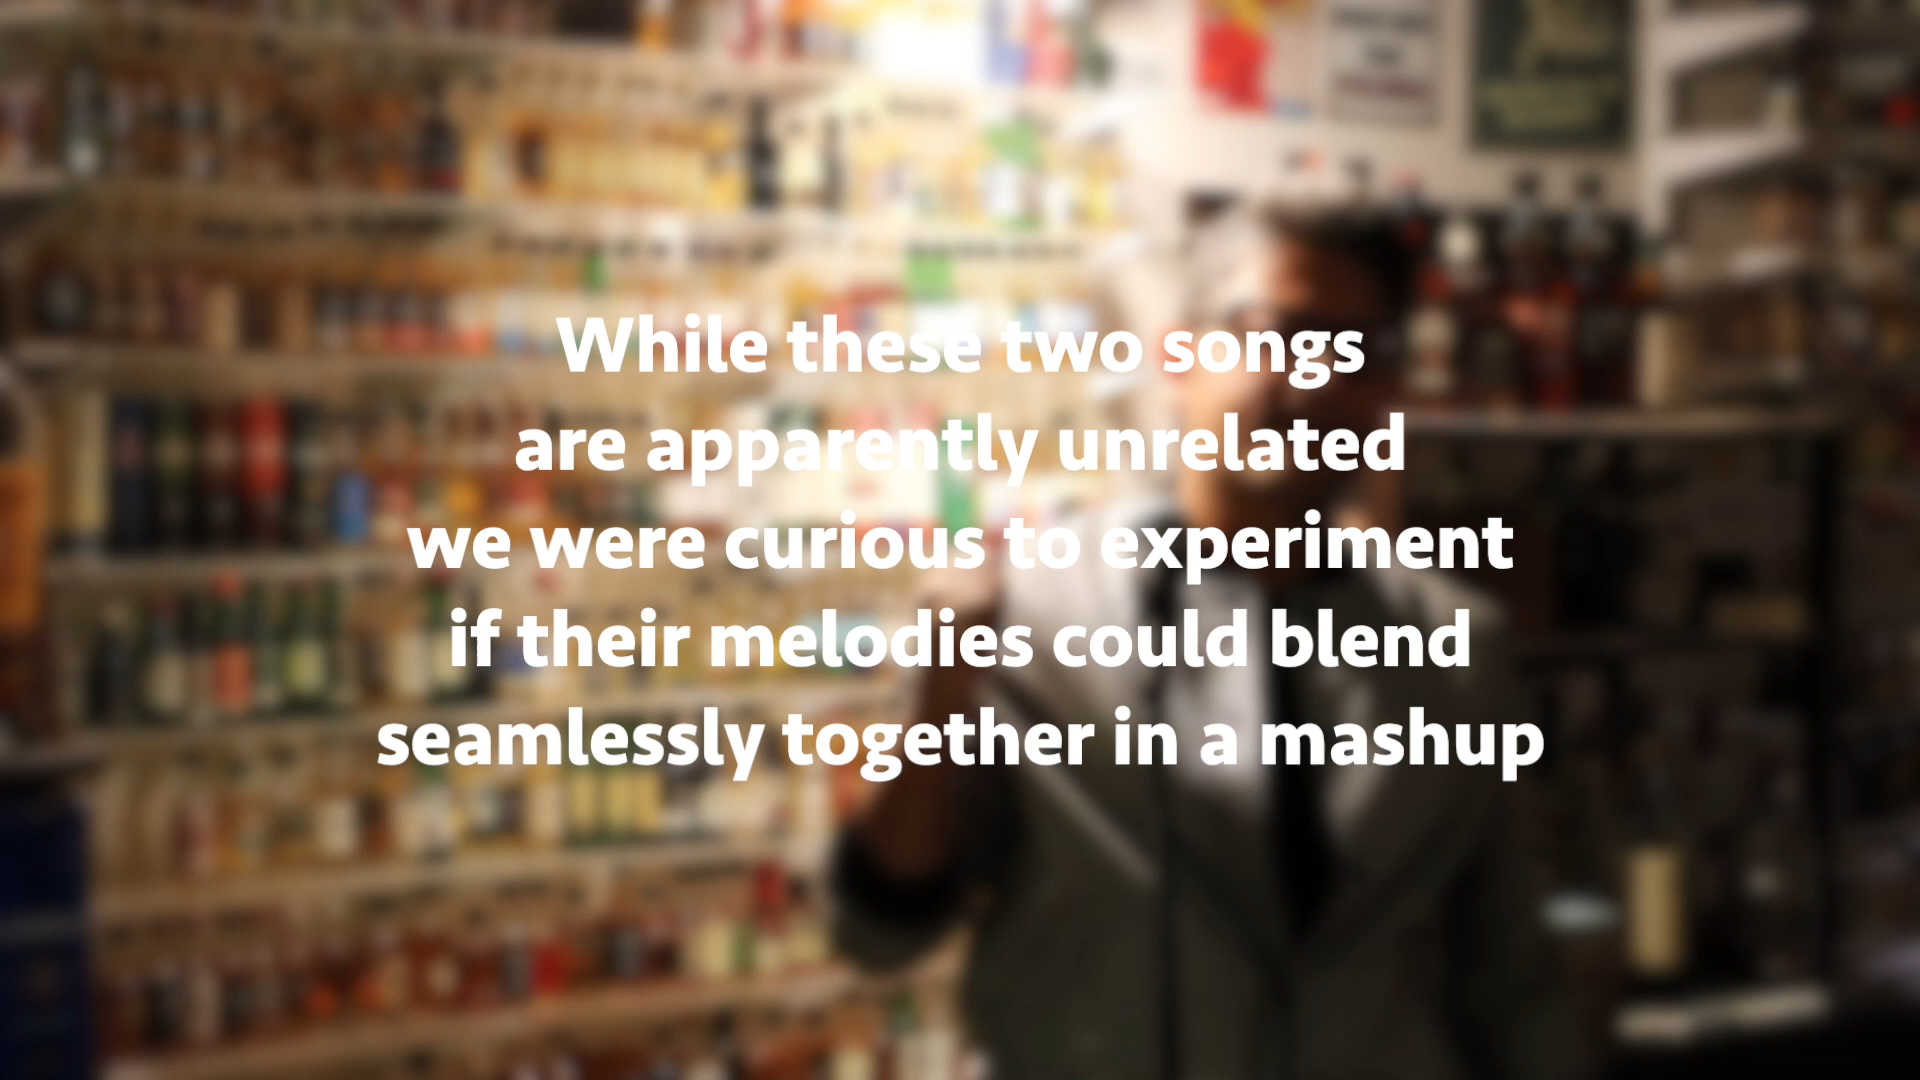 While these two songs
are apparently unrelated
we were curious to experiment
if their melodies could blend
seamlessly together in a mashup